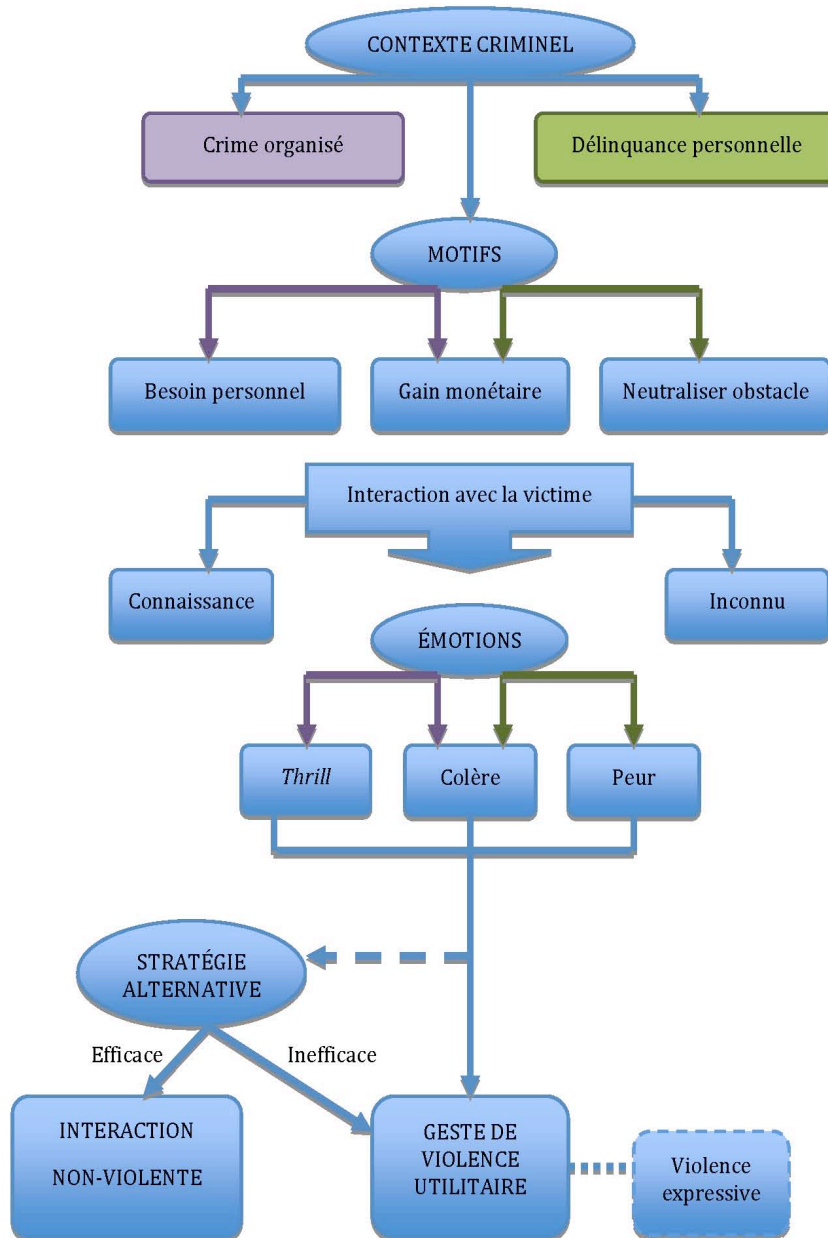 CONTEXTE CRIMINEL
Crime organisé
Délinquance personnelle
MOTIFS
Besoin personnel
Gain monétaire
Neutraliser obstacle
Interaction avec la victime
Connaissance
Inconnu
ÉMOTIONS
Thrill
Colère
Peur
STRATÉGIE
ALTERNATIVE
Efficace
Inefficace
INTERACTION
NON-VIOLENTE
GESTE DE
VIOLENCE
UTILITAIRE
Violence
expressive